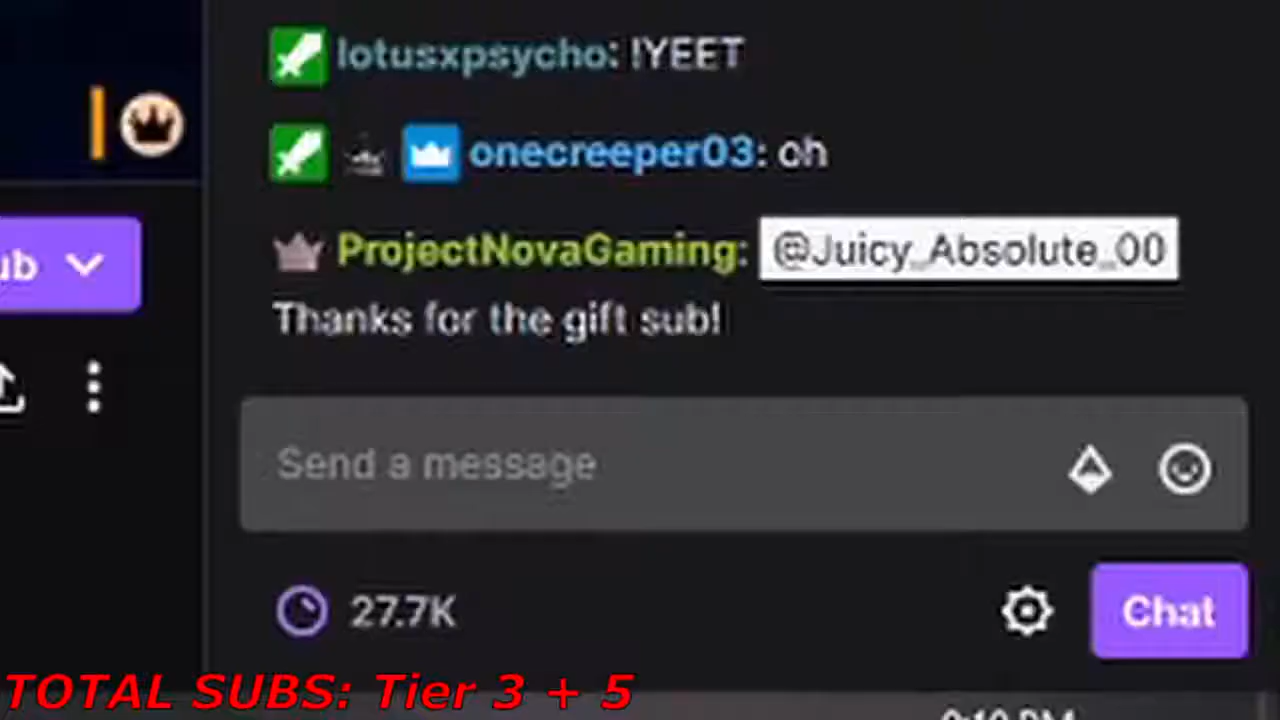 lotusxpsycho: !YEET
onecreeper03: oh
ProjectNovaGaming: @Juicy_Absolute_00
ub
Thanks for the gift sub!
Send a message
27.7K
Chat
TOTAL SUBS: Tier 3 + 5